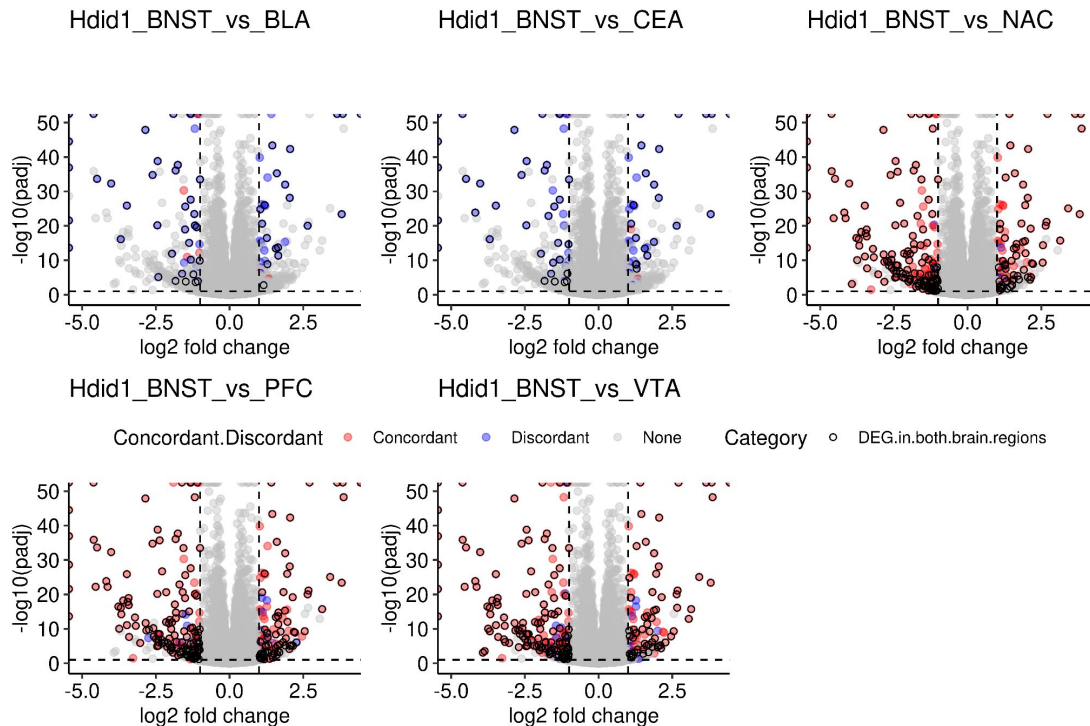 Hdid1_BNST_vs_BLA
Hdid1_BNST_vs_CEA
Hdid1_BNST_vs_NAC
-log10(padj)
50
40
30
20
10
0
-5.0 -2.5 0.0 2.5
log2 fold change
-log10(padj)
50
40
30
20
10
0
-5.0 -2.5 0.0 2.5
log2 fold change
-log10(padj)
50
40
30
20
10
0
-5.0 -2.5 0.0 2.5
log2 fold change
Hdid1_BNST_vs_PFC
Hdid1_BNST_vs_VTA
Concordant.Discordant Concordant Discordant None Category DEG.in.both.brain.regions
-log10(padj)
50
40
30
20
10
0
-5.0 -2.5 0.0 2.5
log2 fold change
-log10(padj)
50
40
30
20
10
0
-5.0 -2.5 0.0 2.5
log2 fold change